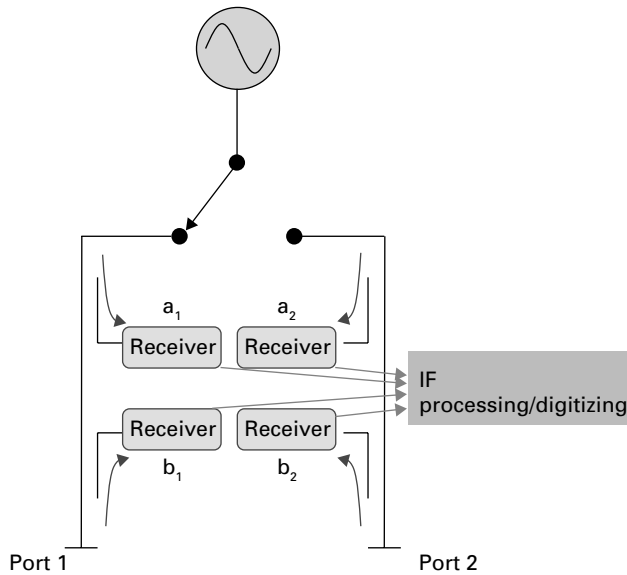 a1
a2
Receiver
Receiver
IF
processing/digitizing
Receiver
Receiver
b1
b2
Port 1
Port 2